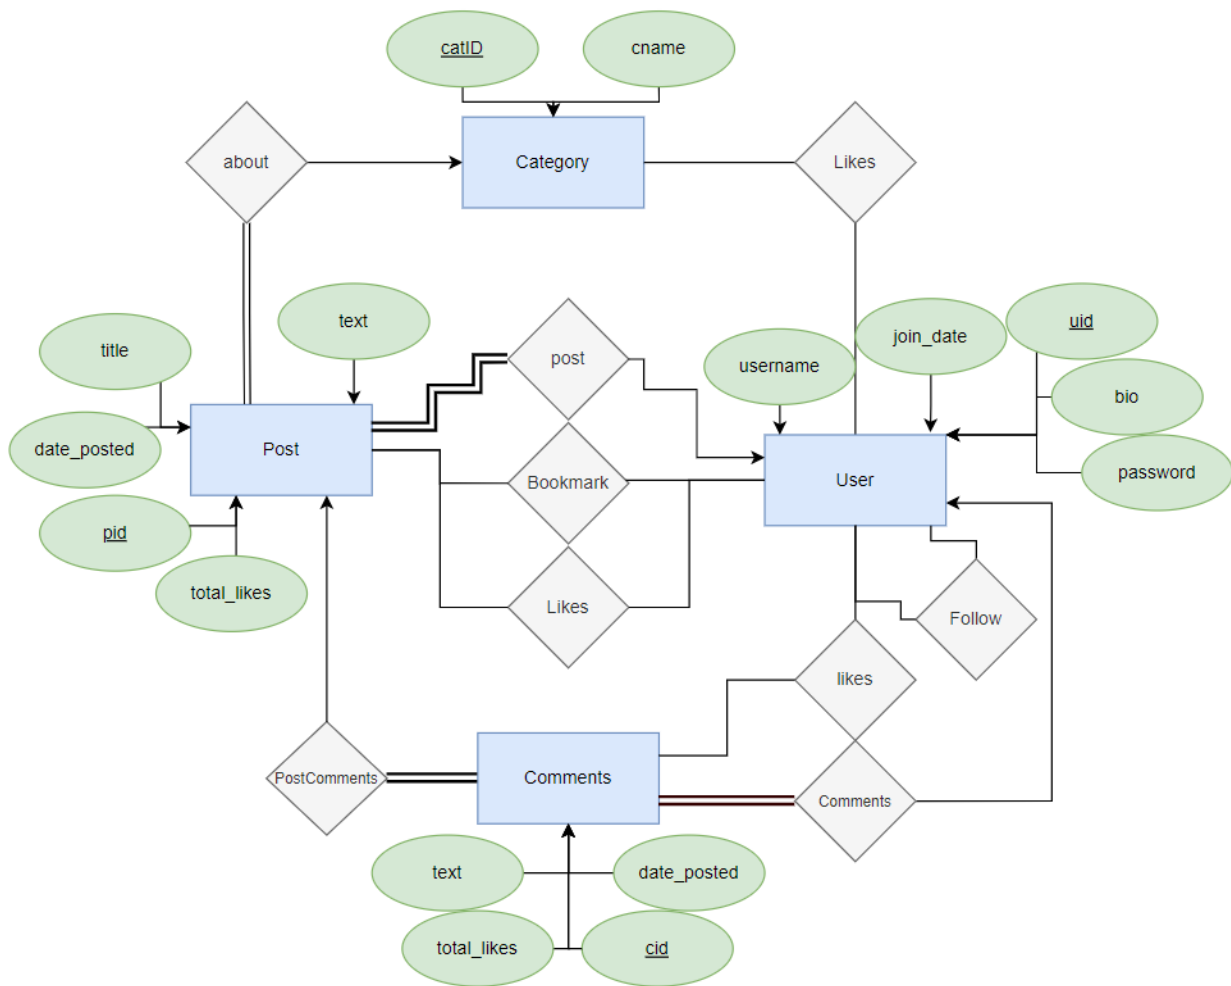 catID
cname
about
Category
Likes
text
title
post
username
join_date
uid
bio
date_posted
Post
Bookmark
User
password
pid
total_likes
Likes
Follow
likes
PostComments
Comments
Comments
text
date_posted
total_likes
cid